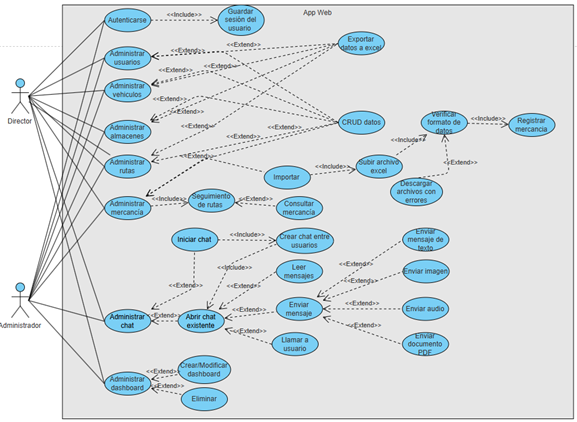 App Web
Autenticarse
<<Include>>
Guardar
sesión del
usuario
Administrar
usuarios
<<Extend>>
<<Extend>>
Exportar
datos a excel
<<Extend>>
Administrar
vehículos
<<Extend>>
<<Extend>>
Director
Administrar
almacenes
<<Extend>>
CRUD datos
Verificar
formato de
datos
<<Include>>
Registrar
mercancía
Administrar
rutas
<<Extend>>
Importar
<<Include>>
Subir archivo
excel
<<Include>>
<<Extend>>
Descargar
archivos con
errores
Administrar
mercancía
<<Include>>
Seguimiento
de rutas
<<Extend>>
Consultar
mercancía
Iniciar chat
<<Include>>
Crear chat entre
usuarios
Enviar
mensaje de
texto
<<Include>>
<<Extend>>
Leer
mensajes
<<Extend>>
<<Extend>>
Enviar imagen
<<Extend>>
Administrador
Administrar
chat
<<Extend>>
Abrir chat
existente
<<Extend>>
Enviar
mensaje
<<Extend>>
Enviar audio
<<Extend>>
Llamar a
usuario
<<Extend>>
Enviar
documento
PDF
Administrar
dashboard
<<Extend>>
Crear/Modificar
dashboard
<<Extend>>
Eliminar